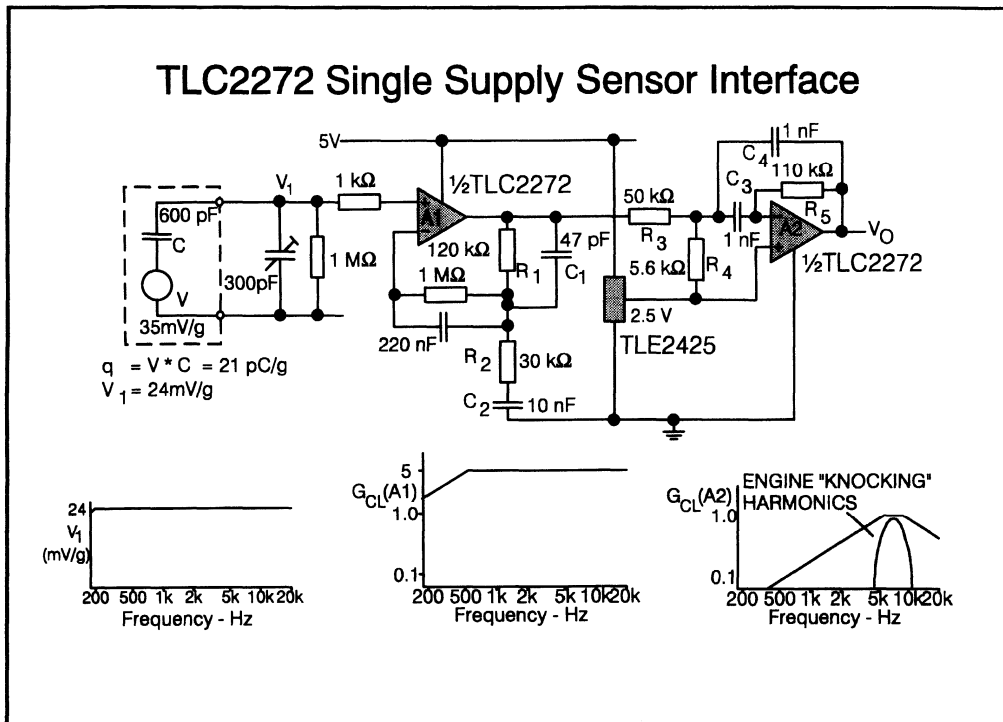 TLC2272 Single Supply Sensor Interface
5V
1 nF
C4
110 kΩ
V1
1 kΩ
½TLC2272
C3
R5
600 pF
A1
50 kΩ
1 nF
A2
VO
C
+
−
120 kΩ
47 pF
R3
−
+
½TLC2272
300pF
1 MΩ
R1
C1
5.6 kΩ
R4
V
1 MΩ
2.5 V
35mV/g
220 nF
TLE2425
q = V * C = 21 pC/g
R2
30 kΩ
V1 = 24mV/g
C2
10 nF
24
V1
(mV/g)
200 500 1k 2k 5k 10k 20k
Frequency - Hz
5
GCL(A1)
1.0
0.1
200 500 1k 2k 5k 10k 20k
Frequency - Hz
ENGINE "KNOCKING"
HARMONICS
GCL(A2)
1.0
0.1
200 500 1k 2k 5k 10k 20k
Frequency - Hz